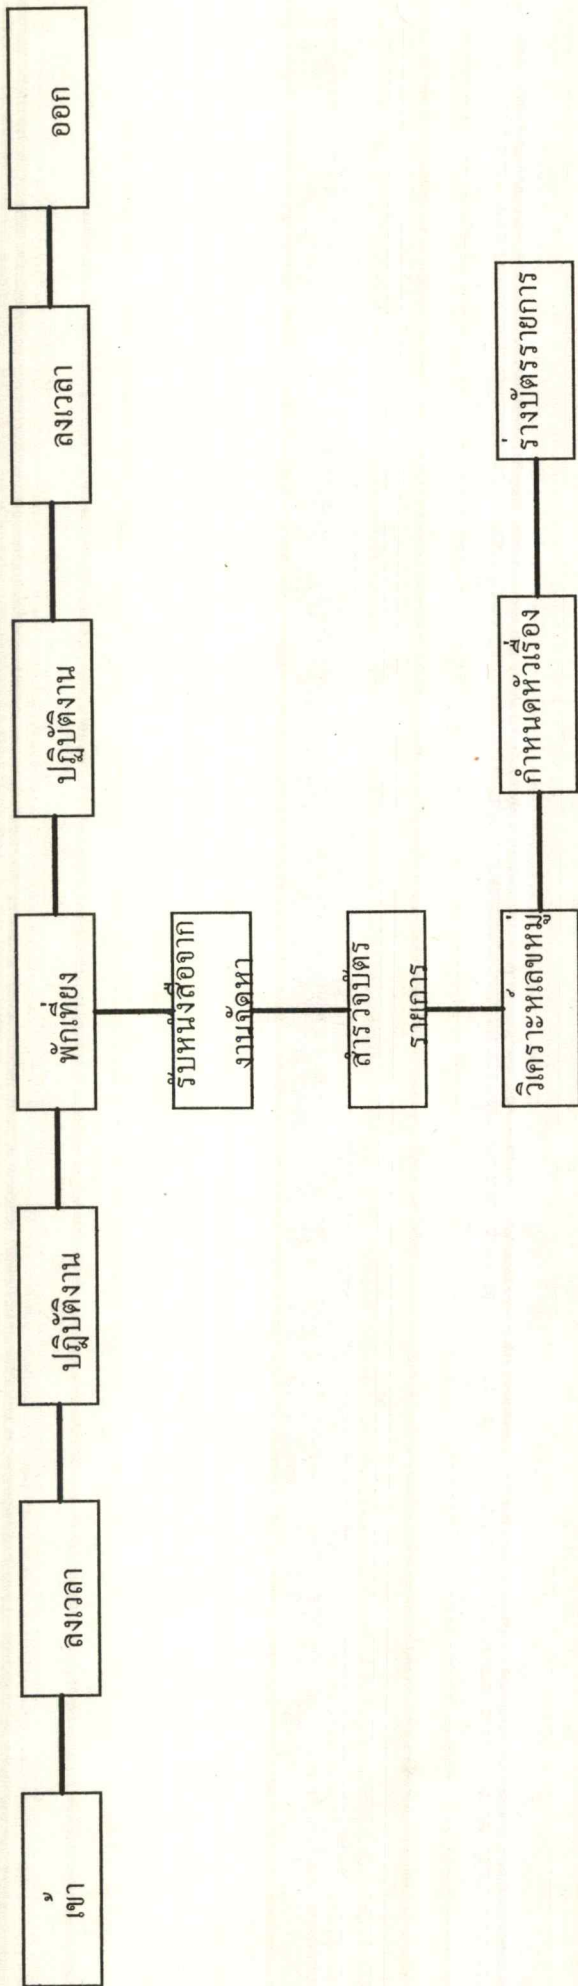 เข้า
ลงเวลา
ปฏิบัติงาน
พักเที่ยง
ปฏิบัติงาน
ลงเวลา
ออก
รับหนังสือจาก
งานจัดหา
สำรวจบัตร
รายการ
วิเคราะห์เลขหมู่
กำหนดหัวเรื่อง
ร่างบัตรรายการ